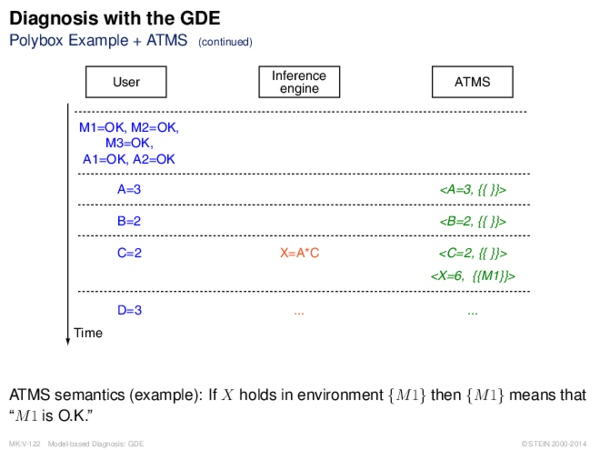 Diagnosis with the GDE
Polybox Example + ATMS (continued)
User
Inference
engine
ATMS
M1=OK, M2=OK,
M3=OK,
A1=OK, A2=OK
A=3 <A=3, {{ }}>
B=2 <B=2, {{ }}>
C=2 X=A*C <C=2, {{ }}>
<X=6, {{M1}}>
D=3 ... ...
Time
ATMS semantics (example): If X holds in environment {M1} then {M1} means that
“M1 is O.K.”
MK:V-122 Model-based Diagnosis: GDE ©STEIN 2000-2014